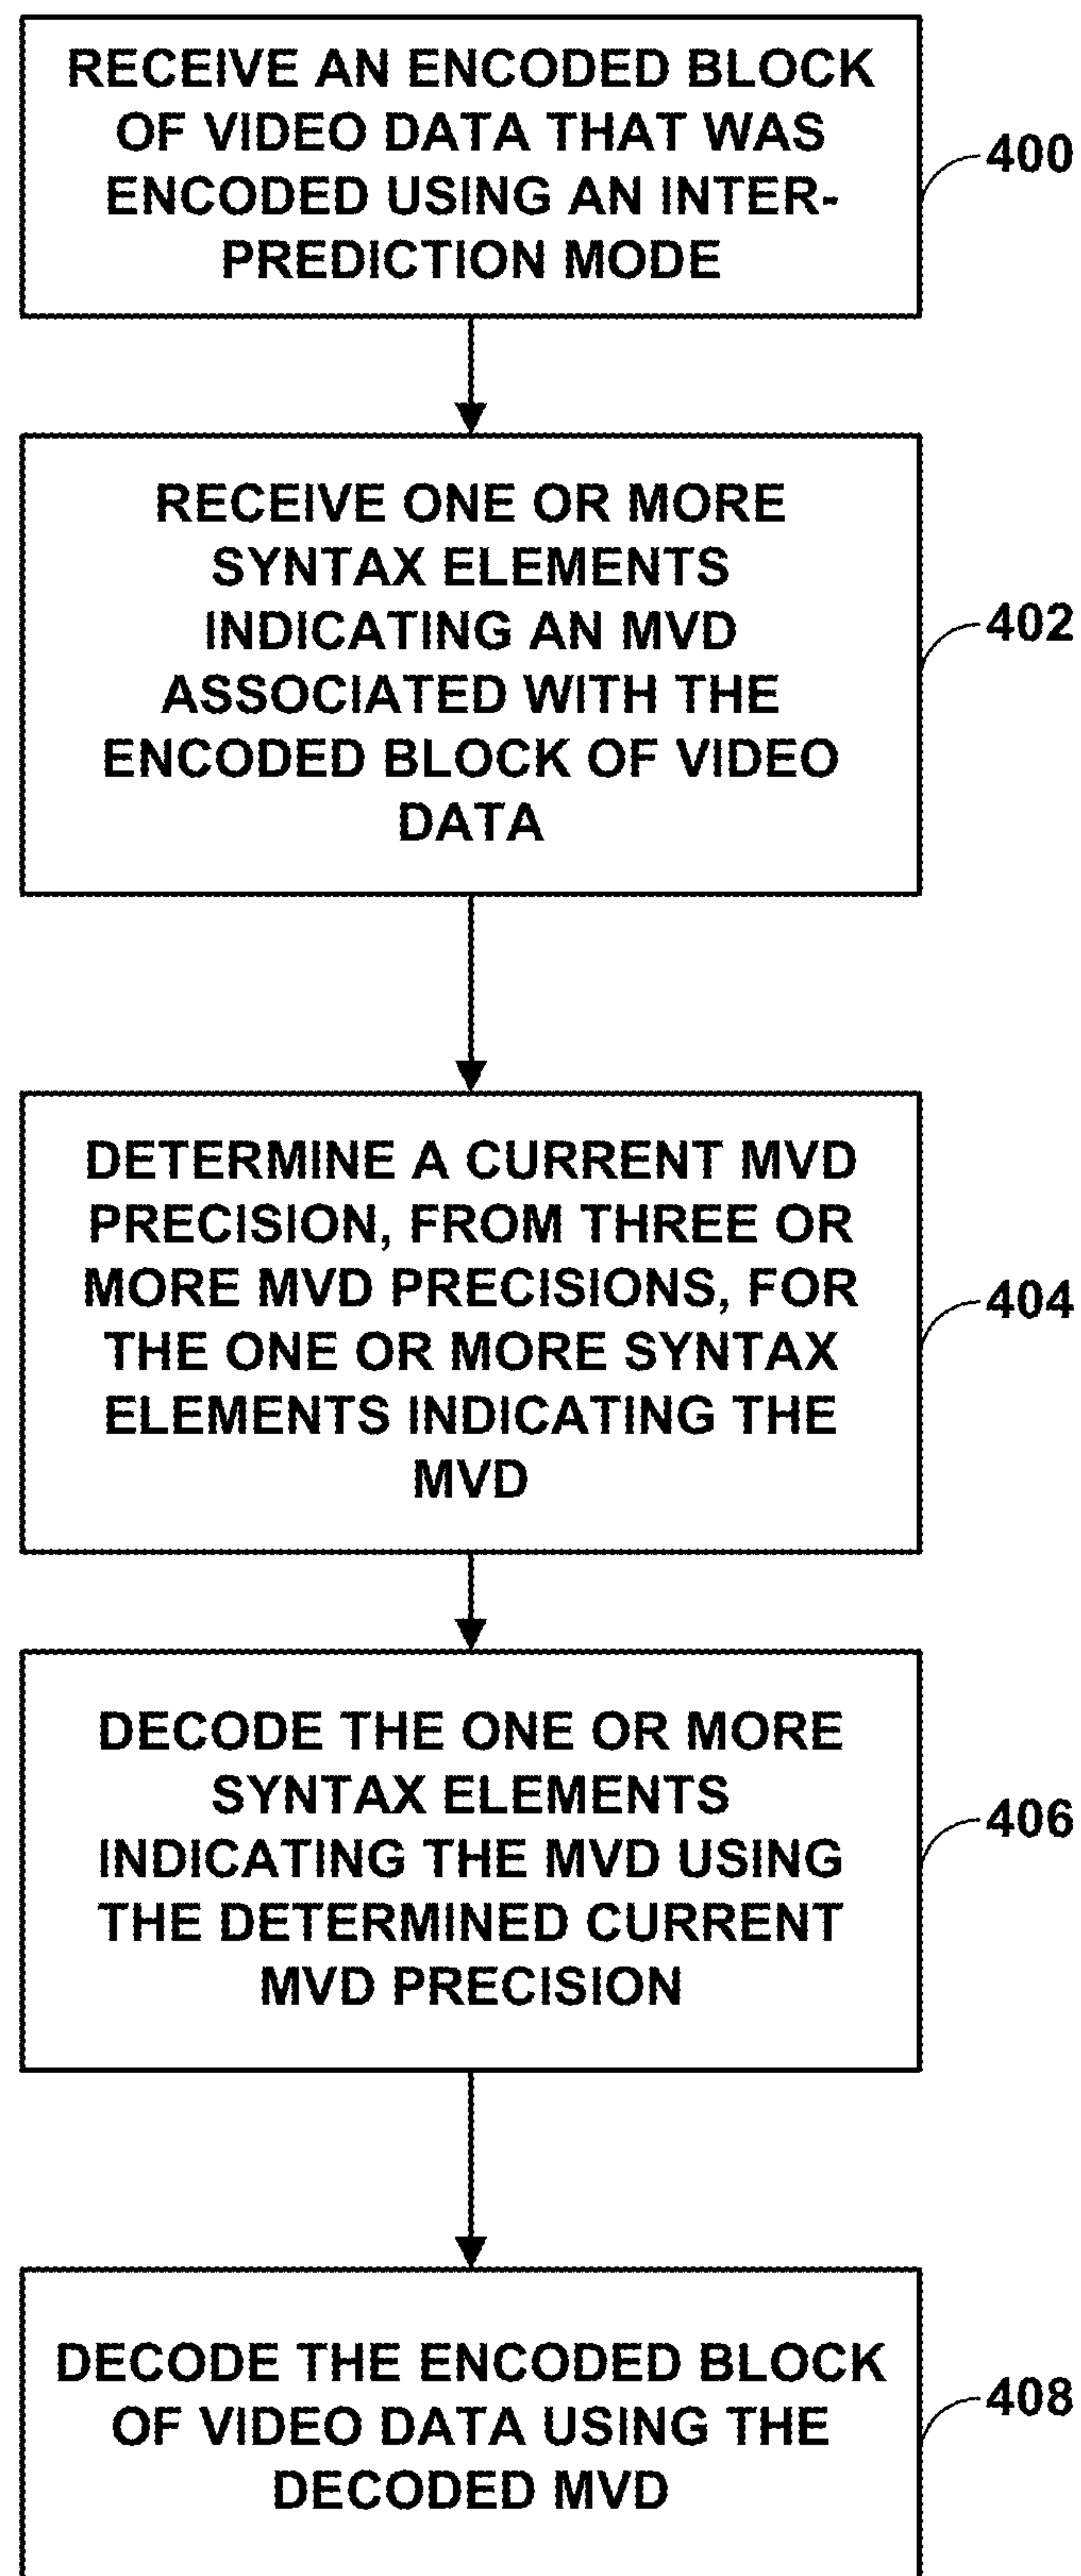 RECEIVE AN ENCODED BLOCK
OF VIDEO DATA THAT WAS
ENCODED USING AN INTER-
PREDICTION MODE
400
RECEIVE ONE OR MORE
SYNTAX ELEMENTS
INDICATING AN MVD
ASSOCIATED WITH THE
ENCODED BLOCK OF VIDEO
DATA
402
DETERMINE A CURRENT MVD
PRECISION, FROM THREE OR
MORE MVD PRECISIONS, FOR
THE ONE OR MORE SYNTAX
ELEMENTS INDICATING THE
MVD
404
DECODE THE ONE OR MORE
SYNTAX ELEMENTS
INDICATING THE MVD USING
THE DETERMINED CURRENT
MVD PRECISION
406
DECODE THE ENCODED BLOCK
OF VIDEO DATA USING THE
DECODED MVD
408